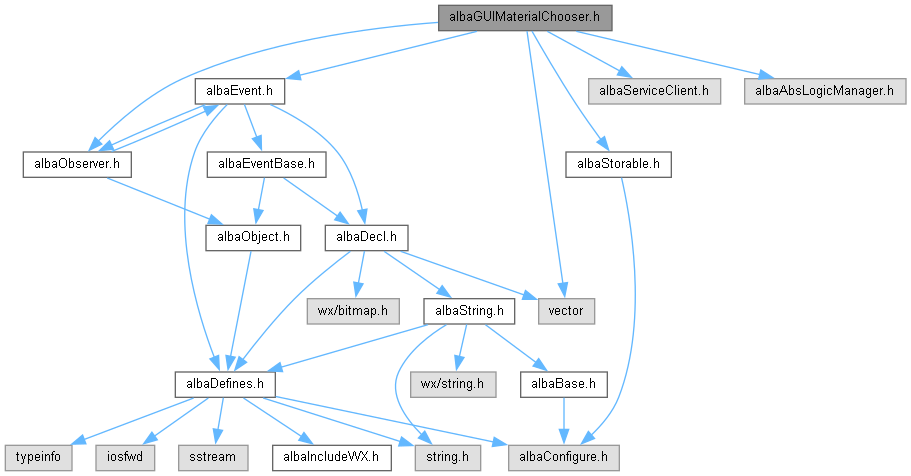 albaGUIMaterialChooser.h
albaEvent.h
albaServiceClient.h
albaAbsLogicManager.h
albaObserver.h
albaEventBase.h
albaStorable.h
albaObject.h
albaDecl.h
wx/bitmap.h
albaString.h
vector
albaDefines.h
wx/string.h
albaBase.h
typeinfo
iosfwd
sstream
albaIncludeWX.h
string.h
albaConfigure.h